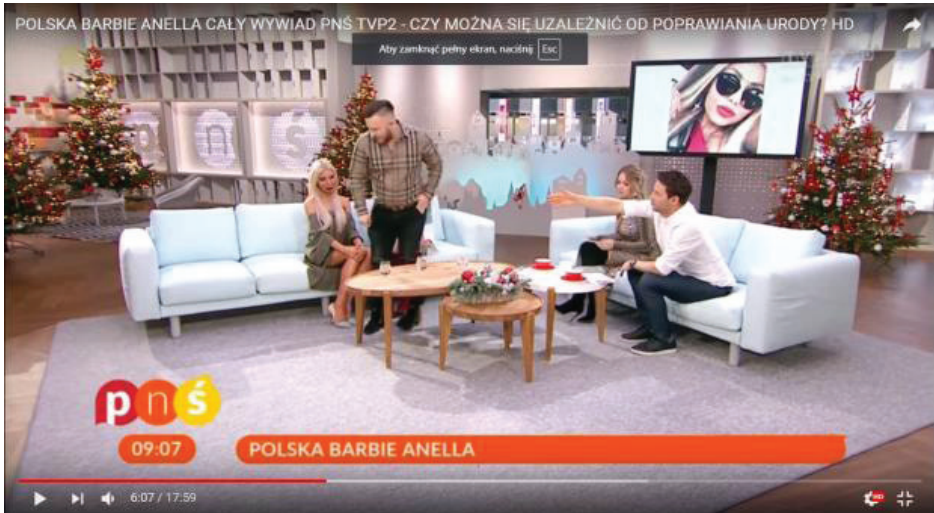 POLSKA BARBIE ANELLA CAŁY WYWIAD PNŚ TVP2 - CZY MOŻNA SIĘ UZALEŻNIĆ OD POPRAWIANIA URODY? HD
Aby zamknąć pełny ekran, naciśnij Esc
p n ś
pnś
09:07 POLSKA BARBIE ANELLA
6:07 / 17:59
HD